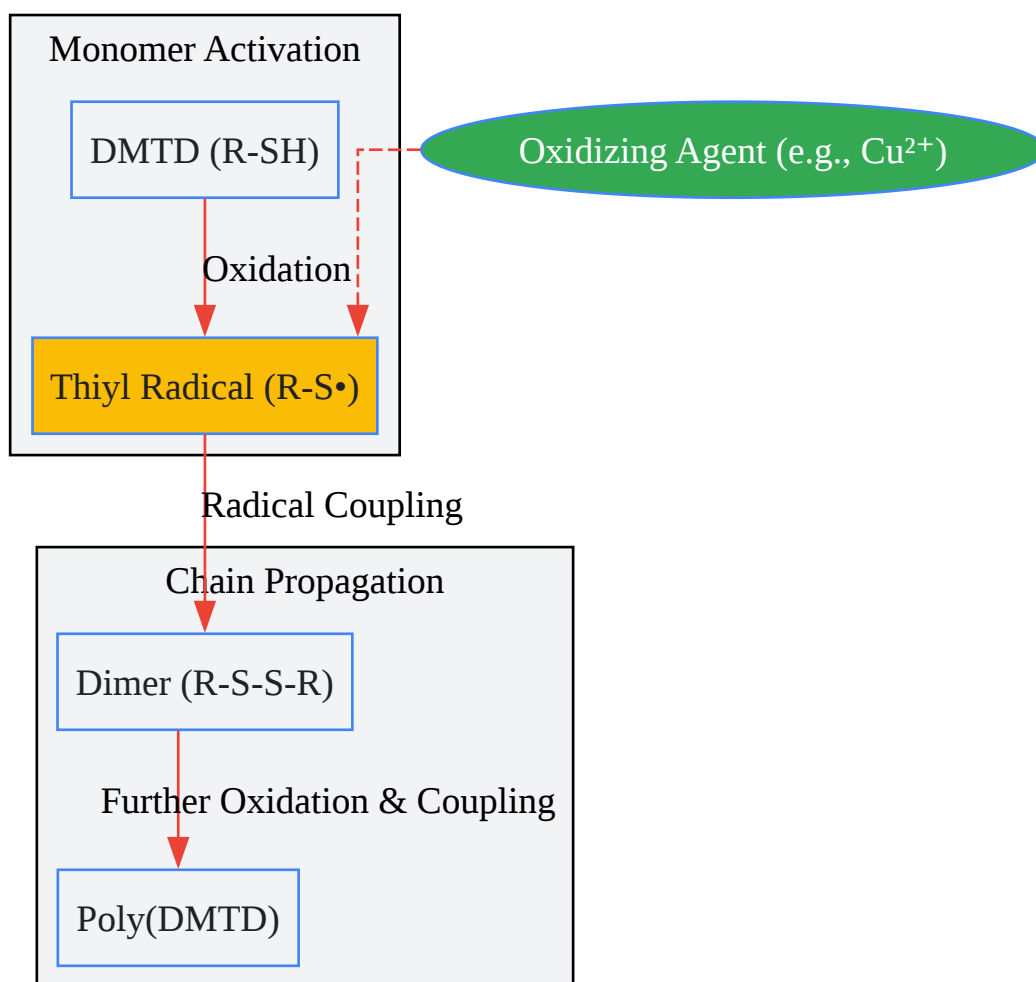 Monomer Activation
DMTD (R-SH)
Oxidizing Agent (e.g., Cu²⁺)
Oxidation
Thiyl Radical (R-S•)
Radical Coupling
Chain Propagation
Dimer (R-S-S-R)
Further Oxidation & Coupling
Poly(DMTD)